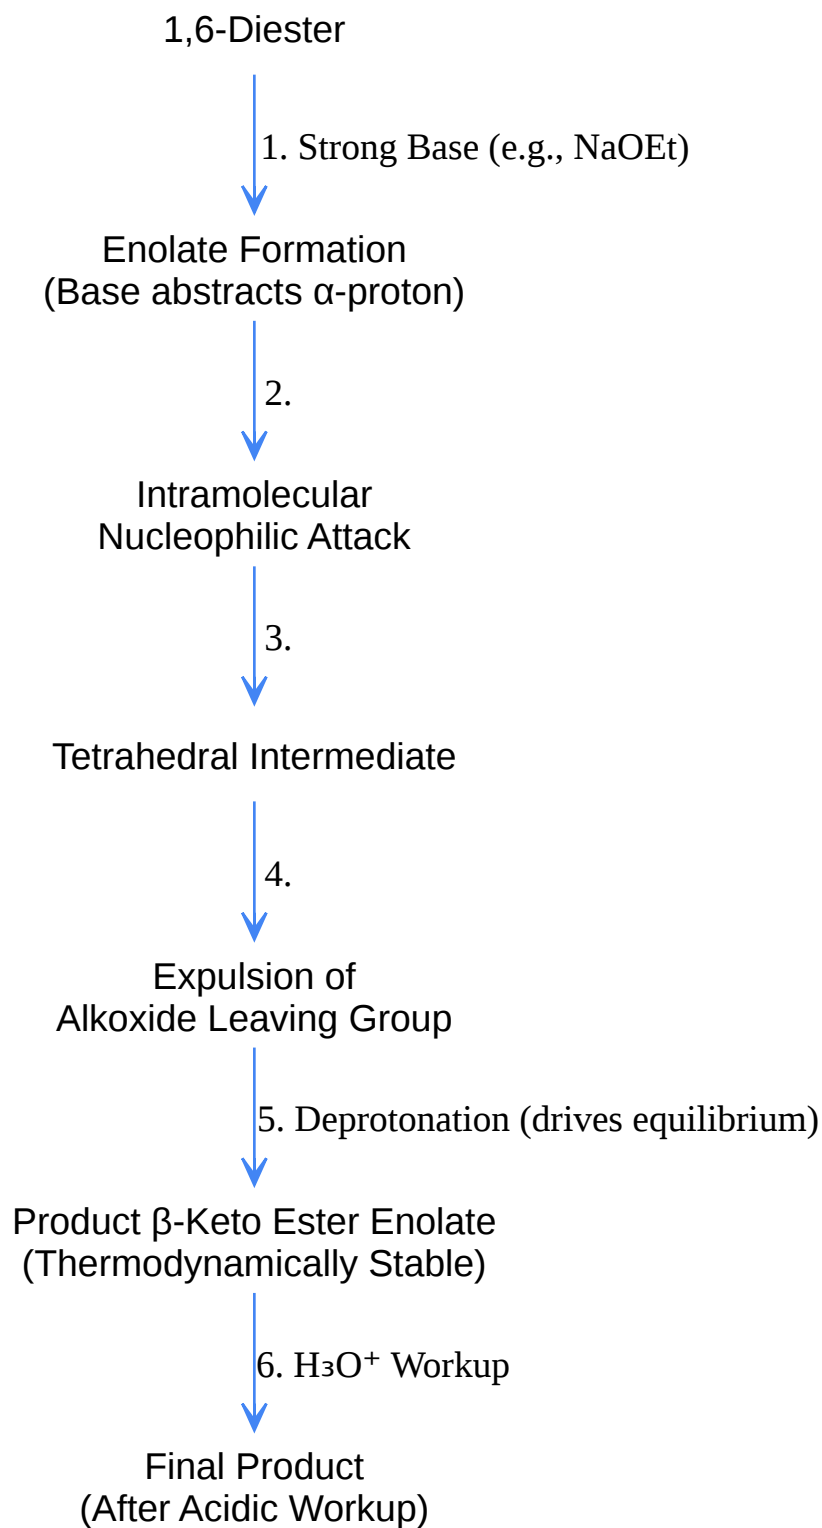 1,6-Diester
1. Strong Base (e.g., NaOEt)
Enolate Formation
(Base abstracts α-proton)
2.
Intramolecular
Nucleophilic Attack
3.
Tetrahedral Intermediate
4.
Expulsion of
Alkoxide Leaving Group
5. Deprotonation (drives equilibrium)
Product β-Keto Ester Enolate
(Thermodynamically Stable)
6. H₃O⁺ Workup
Final Product
(After Acidic Workup)